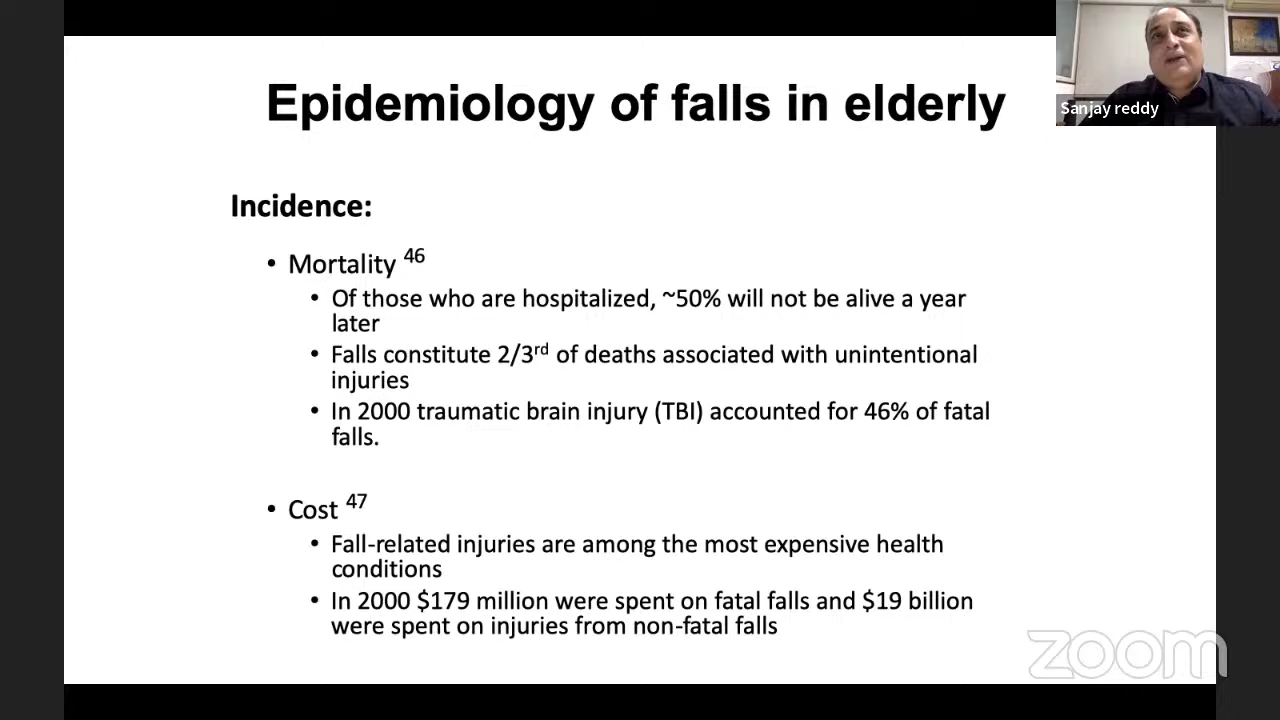 Epidemiology of falls in elderly
Sanjay reddy
Incidence:
• Mortality 46
• Of those who are hospitalized, ~50% will not be alive a year
later
• Falls constitute 2/3rd of deaths associated with unintentional
injuries
• In 2000 traumatic brain injury (TBI) accounted for 46% of fatal
falls.
• Cost 47
• Fall-related injuries are among the most expensive health
conditions
• In 2000 $179 million were spent on fatal falls and $19 billion
were spent on injuries from non-fatal falls
zoom